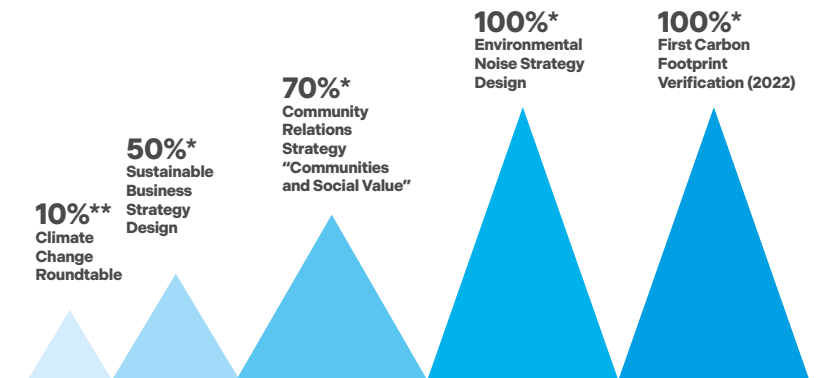 10%**
Climate
Change
Roundtable
50%*
Sustainable
Business
Strategy
Design
70%*
Community
Relations
Strategy
“Communities
and Social Value”
100%*
Environmental
Noise Strategy
Design
100%*
First Carbon
Footprint
Verification (2022)